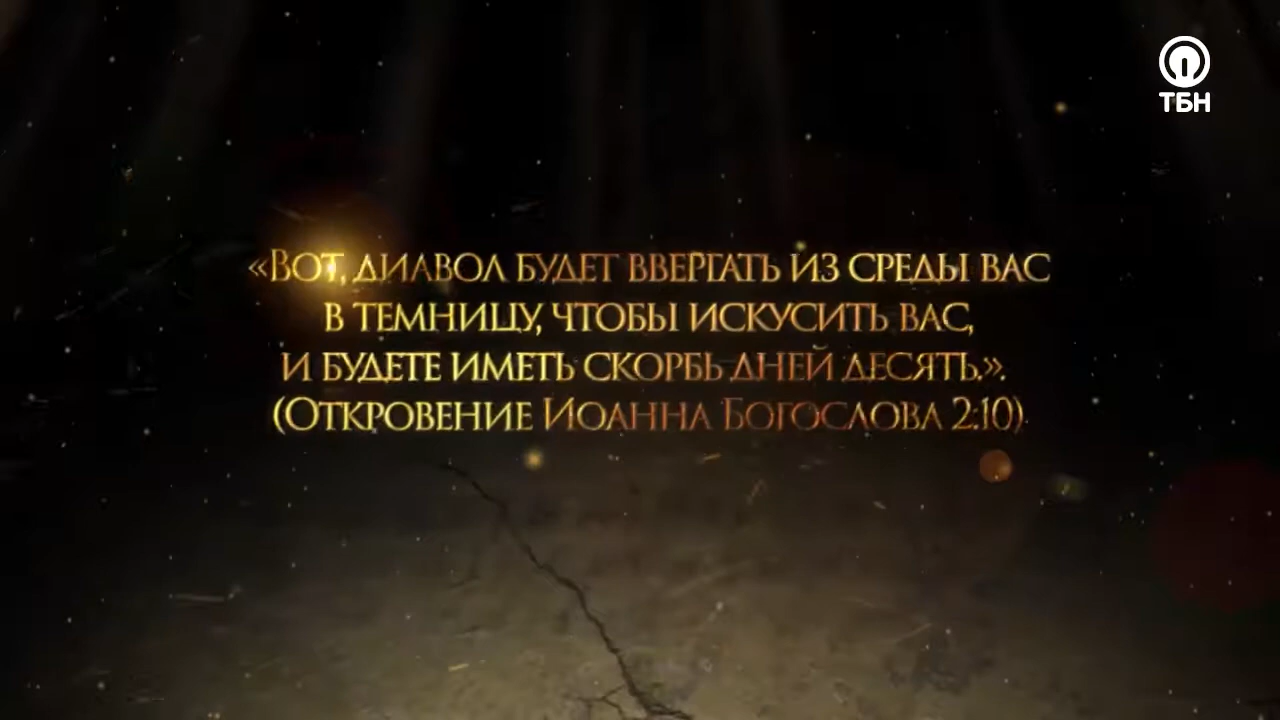 ТБН
«Вот, диавол будет ввергать из среды вас
в темницу, чтобы искусить вас,
и будете иметь скорбь дней десять.».
(Откровение Иоанна Богослова 2:10)